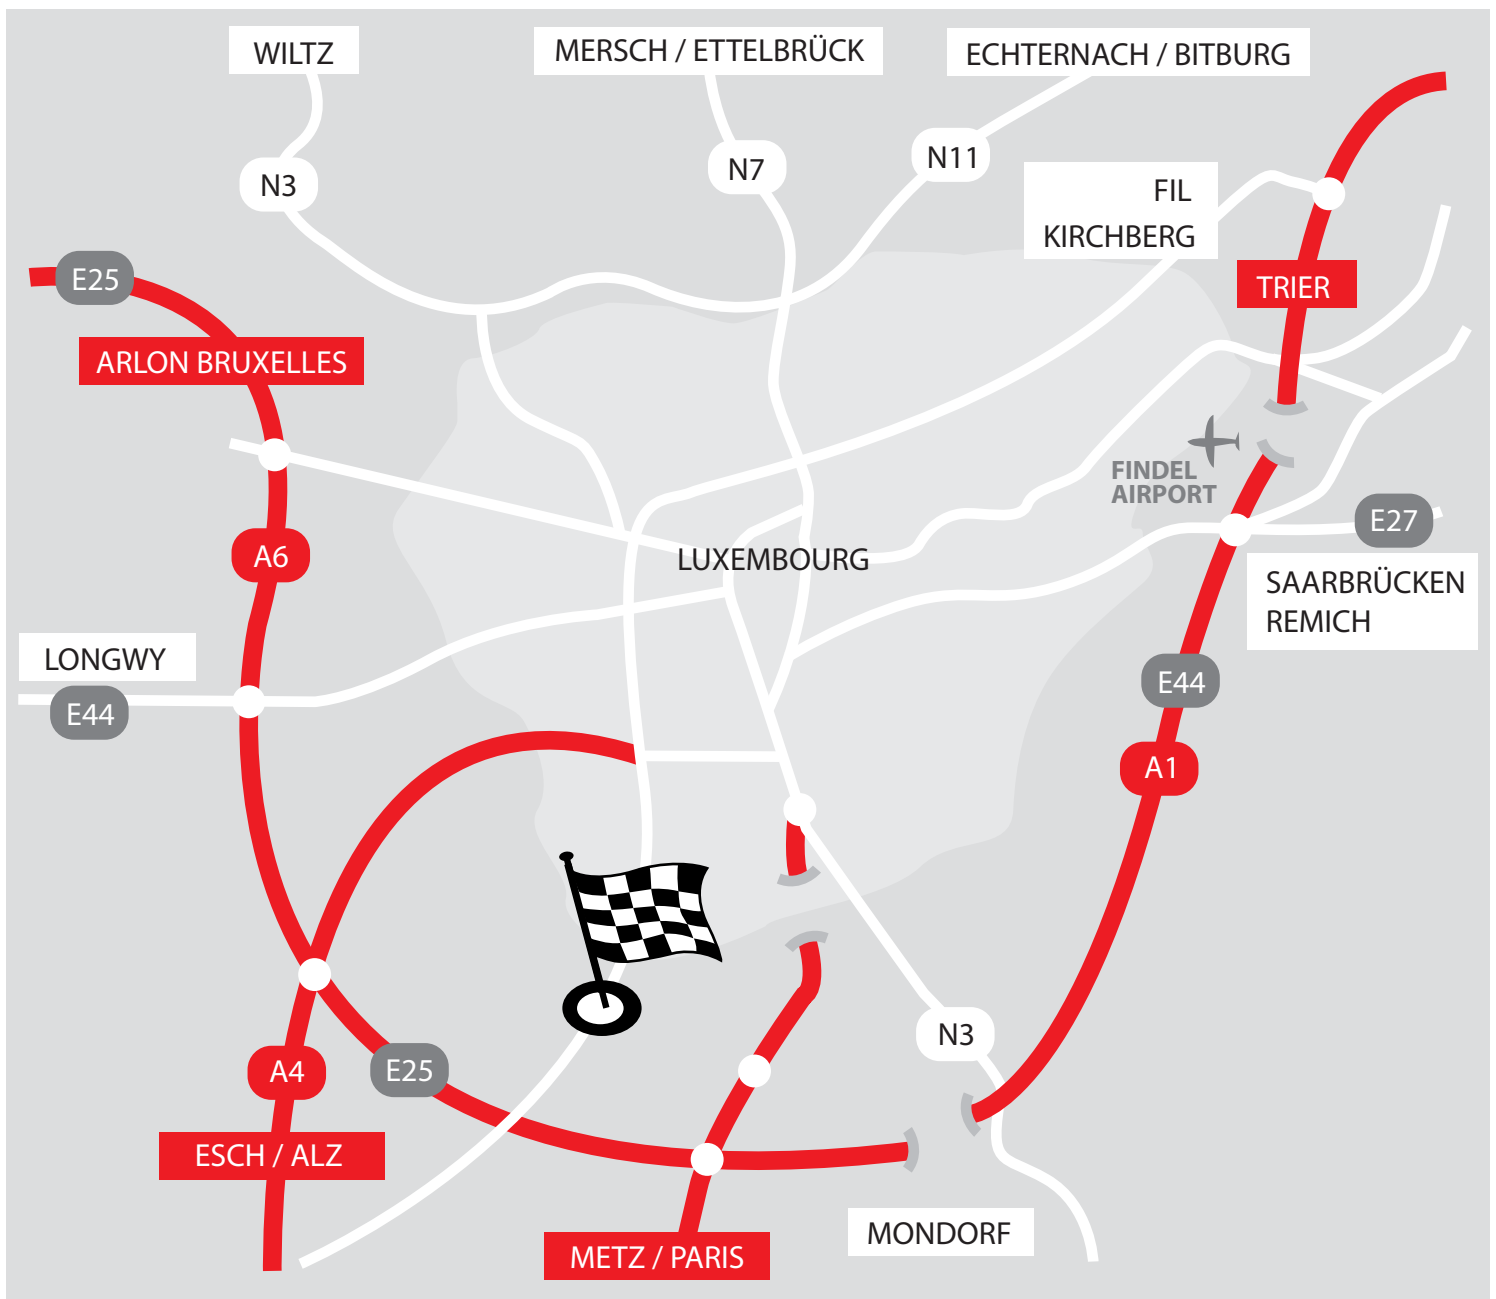 WILTZ
MERSCH / ETTELBRÜCK
ECHTERNACH / BITBURG
N3
N7
N11
FIL
KIRCHBERG
E25
TRIER
ARLON BRUXELLES
FINDEL
AIRPORT
E27
A6
LUXEMBOURG
SAARBRÜCKEN
REMICH
LONGWY
E44
E44
A1
N3
A4
E25
ESCH / ALZ
MONDORF
METZ / PARIS